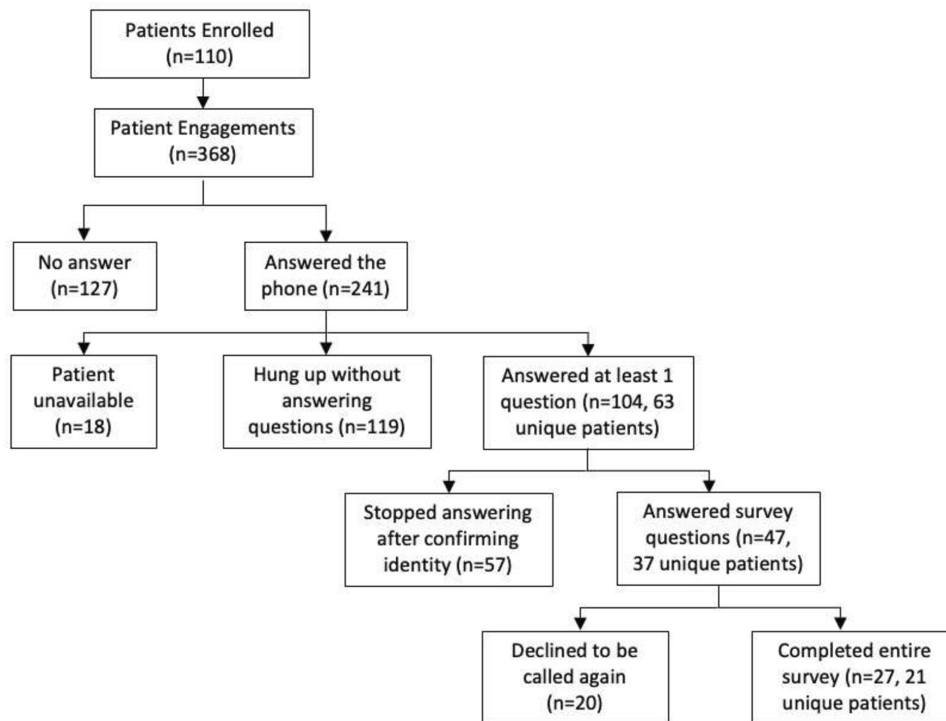 Patients Enrolled
(n=110)
Patient Engagements
(n=368)
No answer
(n=127)
Answered the
phone (n=241)
Patient
unavailable
(n=18)
Hung up without
answering
questions (n=119)
Answered at least 1
question (n=104, 63
unique patients)
Stopped answering
after confirming
identity (n=57)
Answered survey
questions (n=47,
37 unique patients)
Declined to be
called again
(n=20)
Completed entire
survey (n=27, 21
unique patients)